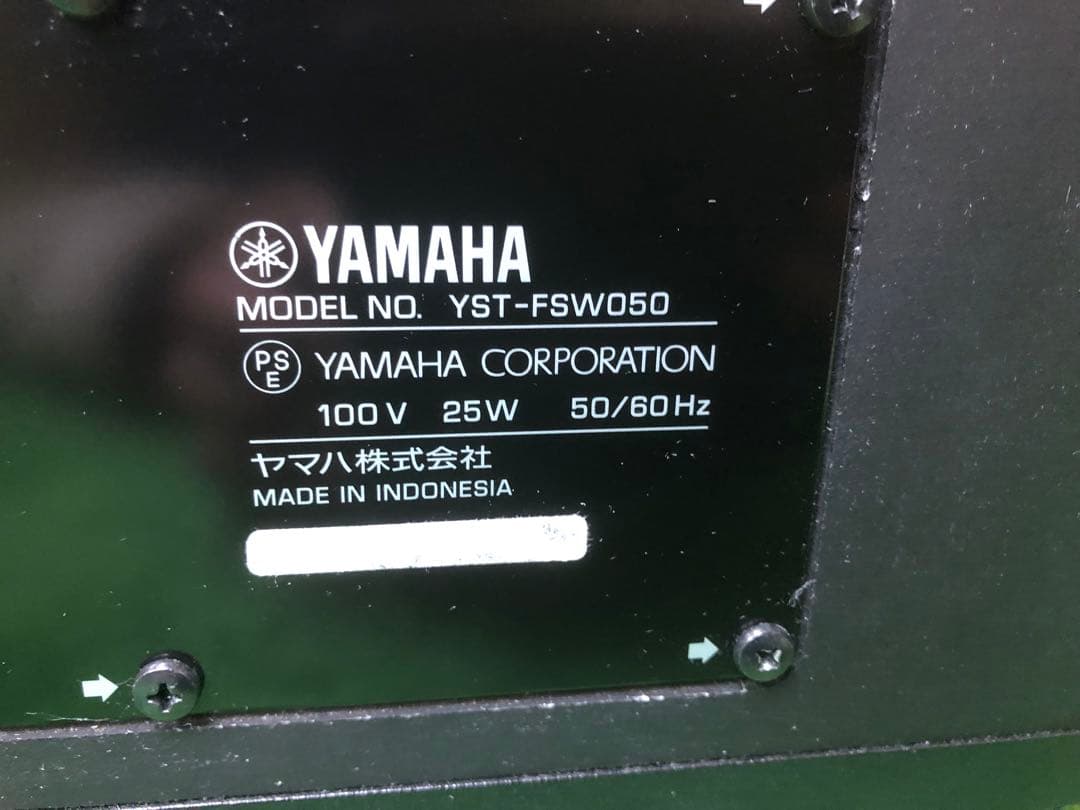 YAMAHA
MODEL NO. YST-FSW050
PSE YAMAHA CORPORATION
100V 25W 50/60Hz
ヤマハ株式会社
MADE IN INDONESIA